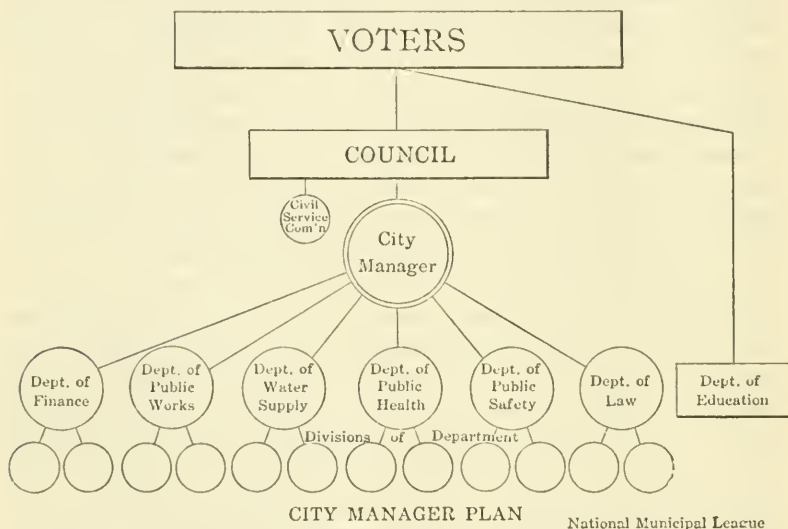 VOTERS
COUNCIL
Civil
Service
Com'n
City
Manager
Dept. of
Finance
Dept. of
Public
Works
Dept. of
Water
Supply
Dept. of
Public
Health
Dept. of
Public
Safety
Dept. of
Law
Dept. of
Education
Divisions of Department
CITY MANAGER PLAN
National Municipal League